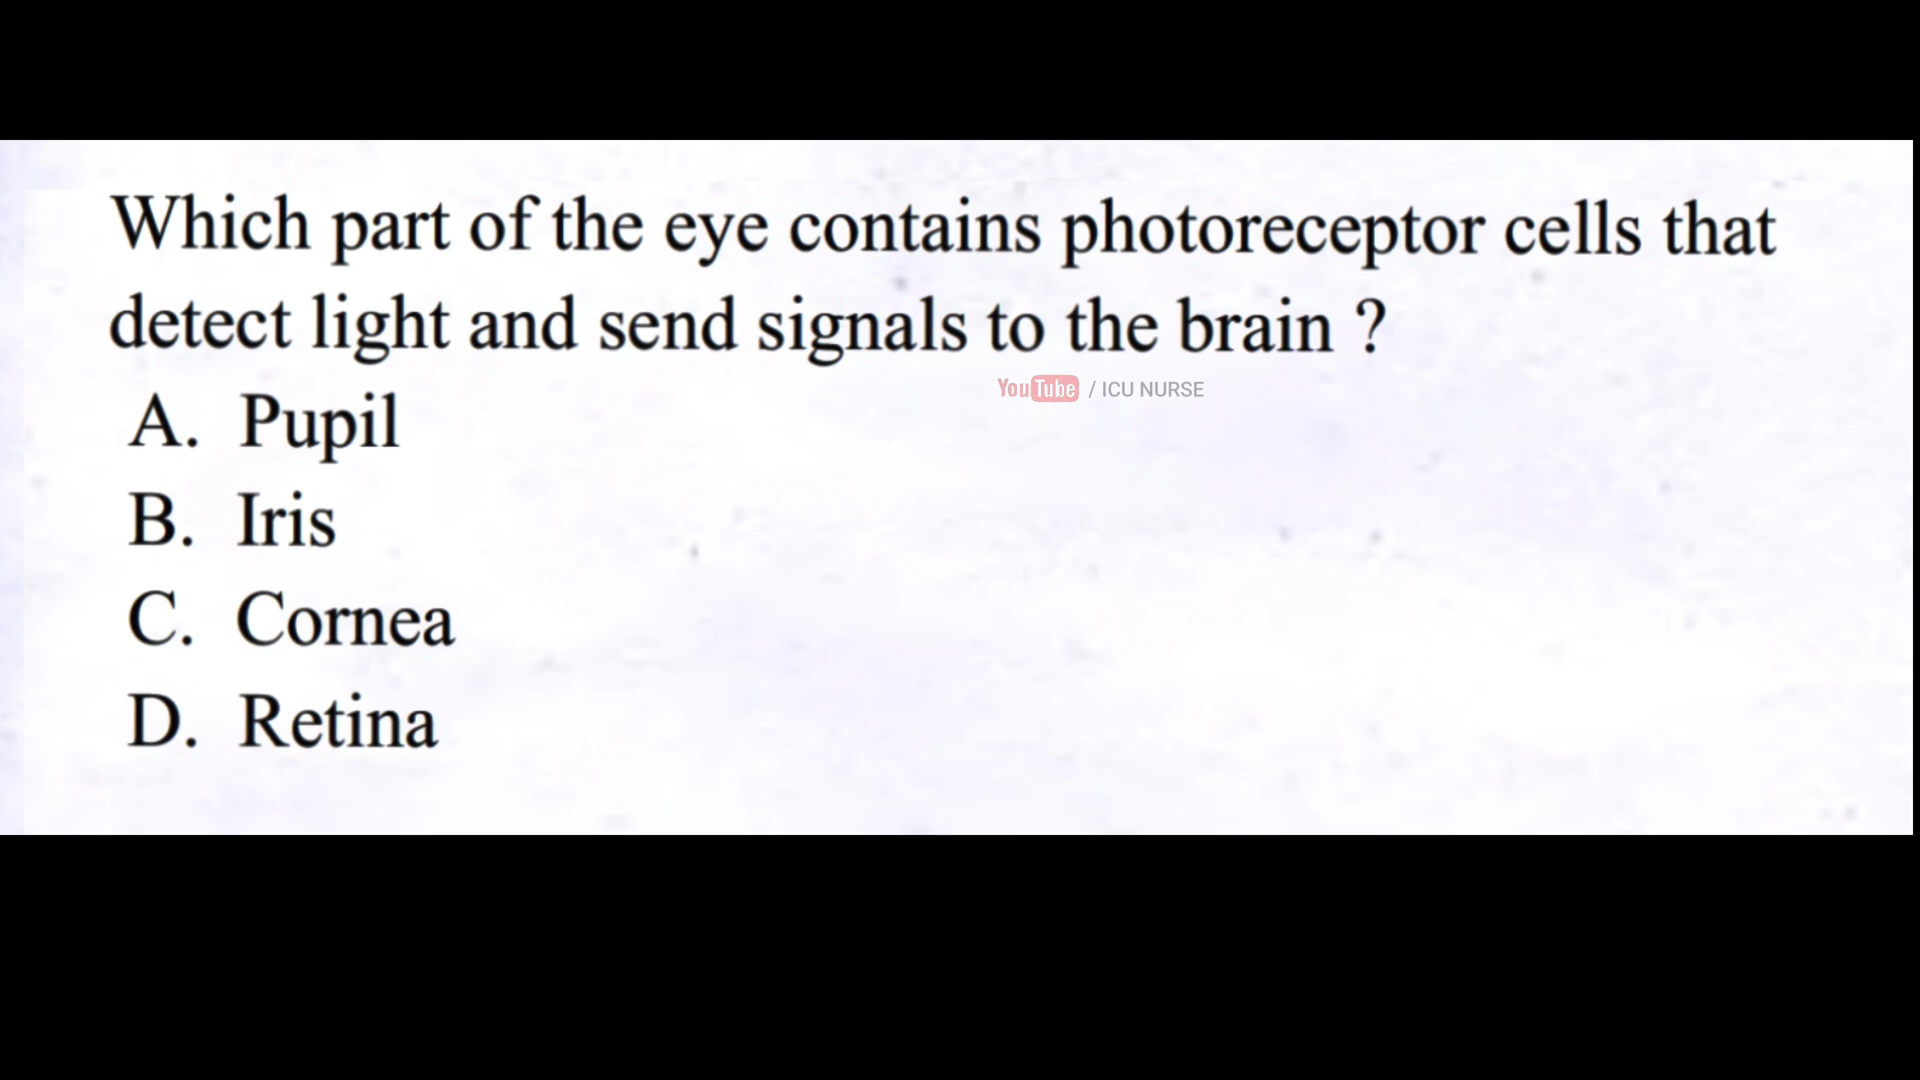 Which part of the eye contains photoreceptor cells that
detect light and send signals to the brain ?
YouTube / ICU NURSE
A. Pupil
B. Iris
C. Cornea
D. Retina